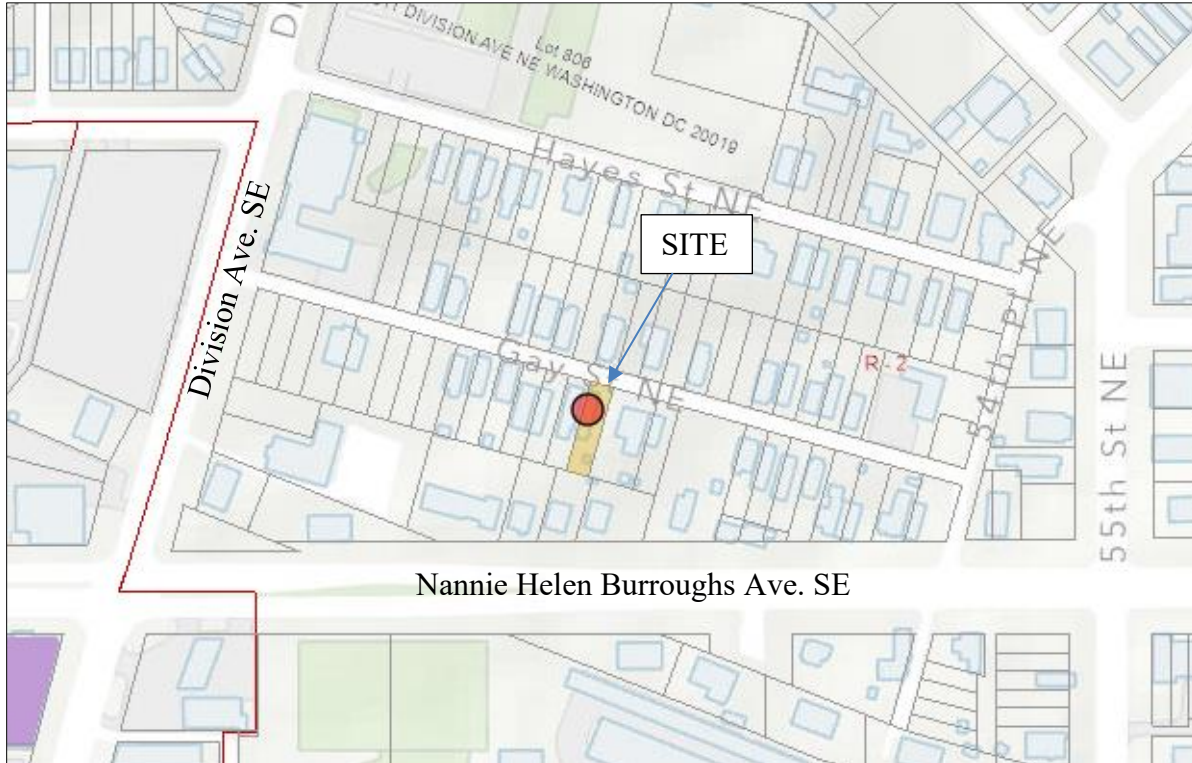 Lot 808
DIVISION AVE NE WASHINGTON DC 20019
Hayes St NE
SITE
Division Ave. SE
Gay St NE
R-2
54th Pl NE
55th St NE
Nannie Helen Burroughs Ave. SE